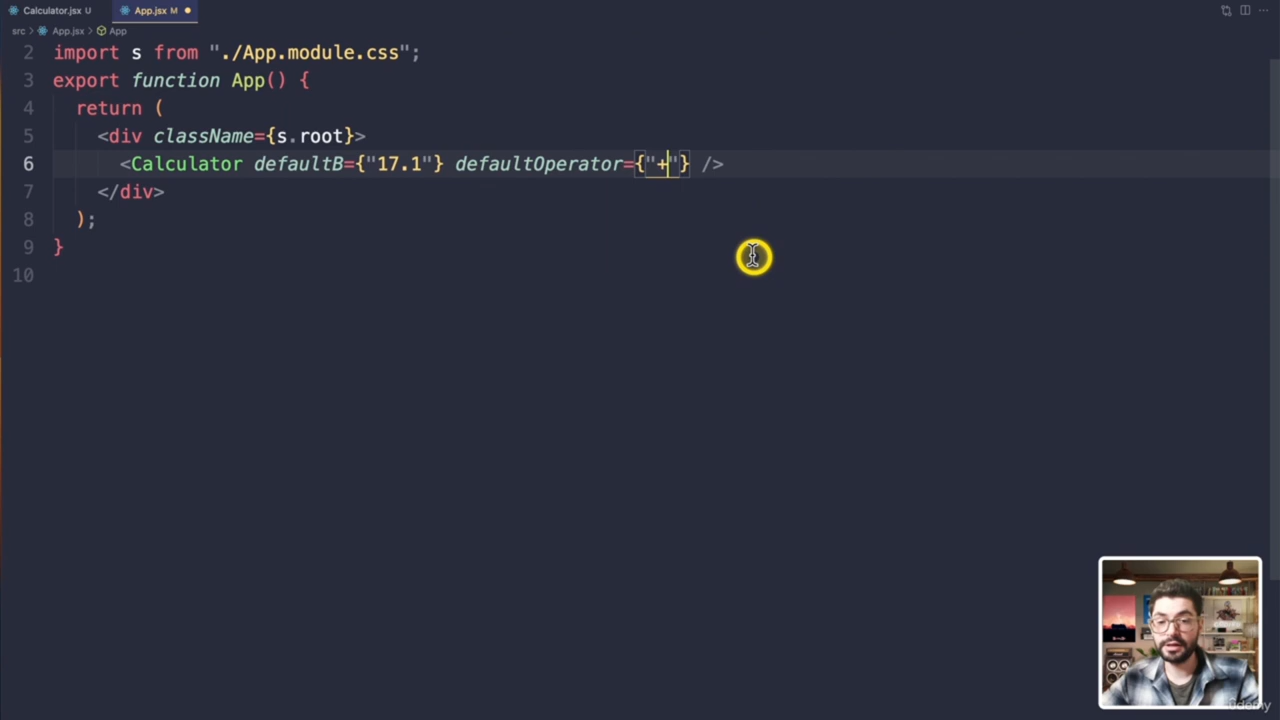 Calculator.jsx U
App.jsx M
src > App.jsx > App
2 import s from "./App.module.css";
3 export function App() {
4 return (
5 <div className={s.root}>
6 <Calculator defaultB={"17.1"} defaultOperator={"+"} />
7 </div>
8 );
9 }
10
udemy